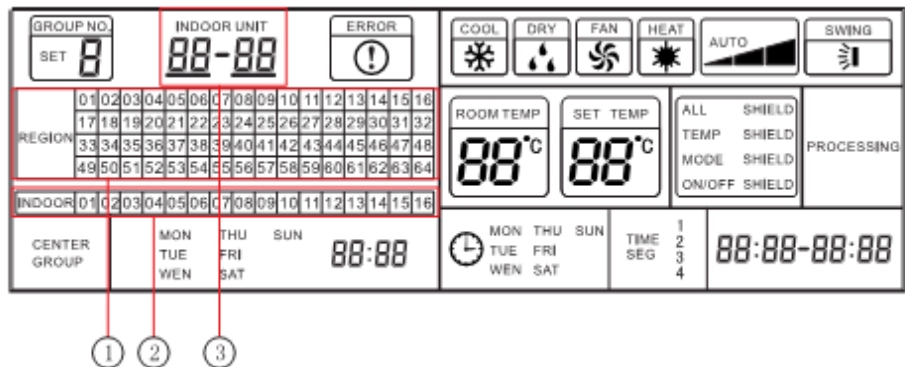 GROUP NO. INDOOR UNIT ERROR COOL DRY FAN HEAT AUTO SWING
SET 8 88-88 !
REGION 01 02 03 04 05 06 07 08 09 10 11 12 13 14 15 16
17 18 19 20 21 22 23 24 25 26 27 28 29 30 31 32
33 34 35 36 37 38 39 40 41 42 43 44 45 46 47 48
49 50 51 52 53 54 55 56 57 58 59 60 61 62 63 64
ROOM TEMP SET TEMP
88°C 88°C
ALL SHIELD
TEMP SHIELD
MODE SHIELD
ON/OFF SHIELD
PROCESSING
INDOOR 01 02 03 04 05 06 07 08 09 10 11 12 13 14 15 16
CENTER GROUP
MON THU SUN
TUE FRI
WEN SAT
88:88
MON THU SUN
TUE FRI
WEN SAT
TIME SEG
1
2
3
4
88:88-88:88
① ② ③